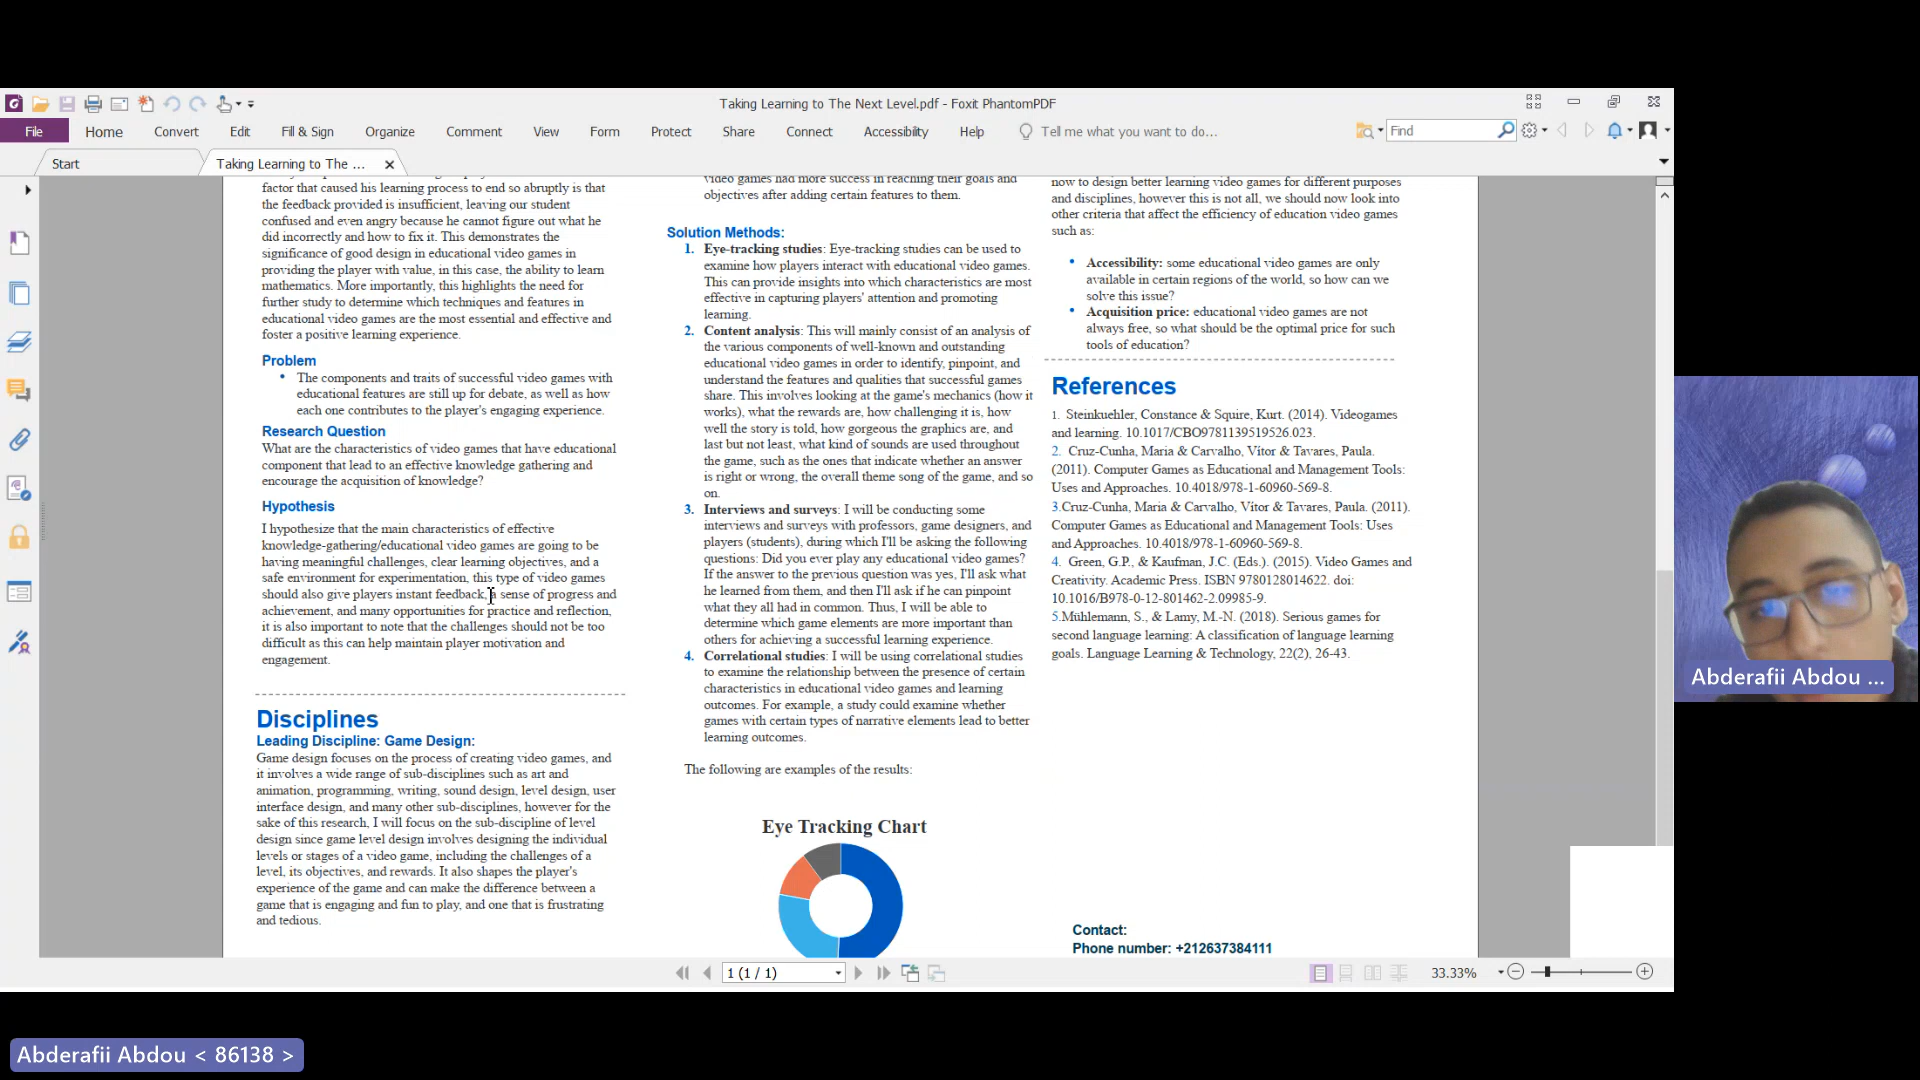 Taking Learning to The Next Level.pdf - Foxit PhantomPDF
File Home Convert Edit Fill & Sign Organize Comment View Form Protect Share Connect Accessibility Help Tell me what you want to do... Find
Start Taking Learning to The ...
factor that caused his learning process to end so abruptly is that
the feedback provided is insufficient, leaving our student
confused and even angry because he cannot figure out what he
did incorrectly and how to fix it. This demonstrates the
significance of good design in educational video games in
providing the player with value, in this case, the ability to learn
mathematics. More importantly, this highlights the need for
further study to determine which techniques and features in
educational video games are the most essential and effective and
foster a positive learning experience.
Problem
• The components and traits of successful video games with
educational features are still up for debate, as well as how
each one contributes to the player's engaging experience.
Research Question
What are the characteristics of video games that have educational
component that lead to an effective knowledge gathering and
encourage the acquisition of knowledge?
Hypothesis
I hypothesize that the main characteristics of effective
knowledge-gathering/educational video games are going to be
having meaningful challenges, clear learning objectives, and a
safe environment for experimentation, this type of video games
should also give players instant feedback, a sense of progress and
achievement, and many opportunities for practice and reflection,
it is also important to note that the challenges should not be too
difficult as this can help maintain player motivation and
engagement.
Disciplines
Leading Discipline: Game Design:
Game design focuses on the process of creating video games, and
it involves a wide range of sub-disciplines such as art and
animation, programming, writing, sound design, level design, user
interface design, and many other sub-disciplines, however for the
sake of this research, I will focus on the sub-discipline of level
design since game level design involves designing the individual
levels or stages of a video game, including the challenges of a
level, its objectives, and rewards. It also shapes the player's
experience of the game and can make the difference between a
game that is engaging and fun to play, and one that is frustrating
and tedious.
video games had more success in reaching their goals and
objectives after adding certain features to them.
Solution Methods:
1. Eye-tracking studies: Eye-tracking studies can be used to
examine how players interact with educational video games.
This can provide insights into which characteristics are most
effective in capturing players' attention and promoting
learning.
2. Content analysis: This will mainly consist of an analysis of
the various components of well-known and outstanding
educational video games in order to identify, pinpoint, and
understand the features and qualities that successful games
share. This involves looking at the game's mechanics (how it
works), what the rewards are, how challenging it is, how
well the story is told, how gorgeous the graphics are, and
last but not least, what kind of sounds are used throughout
the game, such as the ones that indicate whether an answer
is right or wrong, the overall theme song of the game, and so
on.
3. Interviews and surveys: I will be conducting some
interviews and surveys with professors, game designers, and
players (students), during which I'll be asking the following
questions: Did you ever play any educational video games?
If the answer to the previous question was yes, I'll ask what
he learned from them, and then I'll ask if he can pinpoint
what they all had in common. Thus, I will be able to
determine which game elements are more important than
others for achieving a successful learning experience.
4. Correlational studies: I will be using correlational studies
to examine the relationship between the presence of certain
characteristics in educational video games and learning
outcomes. For example, a study could examine whether
games with certain types of narrative elements lead to better
learning outcomes.
The following are examples of the results:
Eye Tracking Chart
now to design better learning video games for different purposes
and disciplines, however this is not all, we should now look into
other criteria that affect the efficiency of education video games
such as:
• Accessibility: some educational video games are only
available in certain regions of the world, so how can we
solve this issue?
• Acquisition price: educational video games are not
always free, so what should be the optimal price for such
tools of education?
References
1. Steinkuehler, Constance & Squire, Kurt. (2014). Videogames
and learning. 10.1017/CBO9781139519526.023.
2. Cruz-Cunha, Maria & Carvalho, Vítor & Tavares, Paula.
(2011). Computer Games as Educational and Management Tools:
Uses and Approaches. 10.4018/978-1-60960-569-8.
3.Cruz-Cunha, Maria & Carvalho, Vítor & Tavares, Paula. (2011).
Computer Games as Educational and Management Tools: Uses
and Approaches. 10.4018/978-1-60960-569-8.
4. Green, G.P., & Kaufman, J.C. (Eds.). (2015). Video Games and
Creativity. Academic Press. ISBN 9780128014622. doi:
10.1016/B978-0-12-801462-2.09985-9.
5.Mühlemann, S., & Lamy, M.-N. (2018). Serious games for
second language learning: A classification of language learning
goals. Language Learning & Technology, 22(2), 26-43.
Contact:
Phone number: +212637384111
1 (1 / 1)
33.33%
Abderafii Abdou ...
Abderafii Abdou < 86138 >